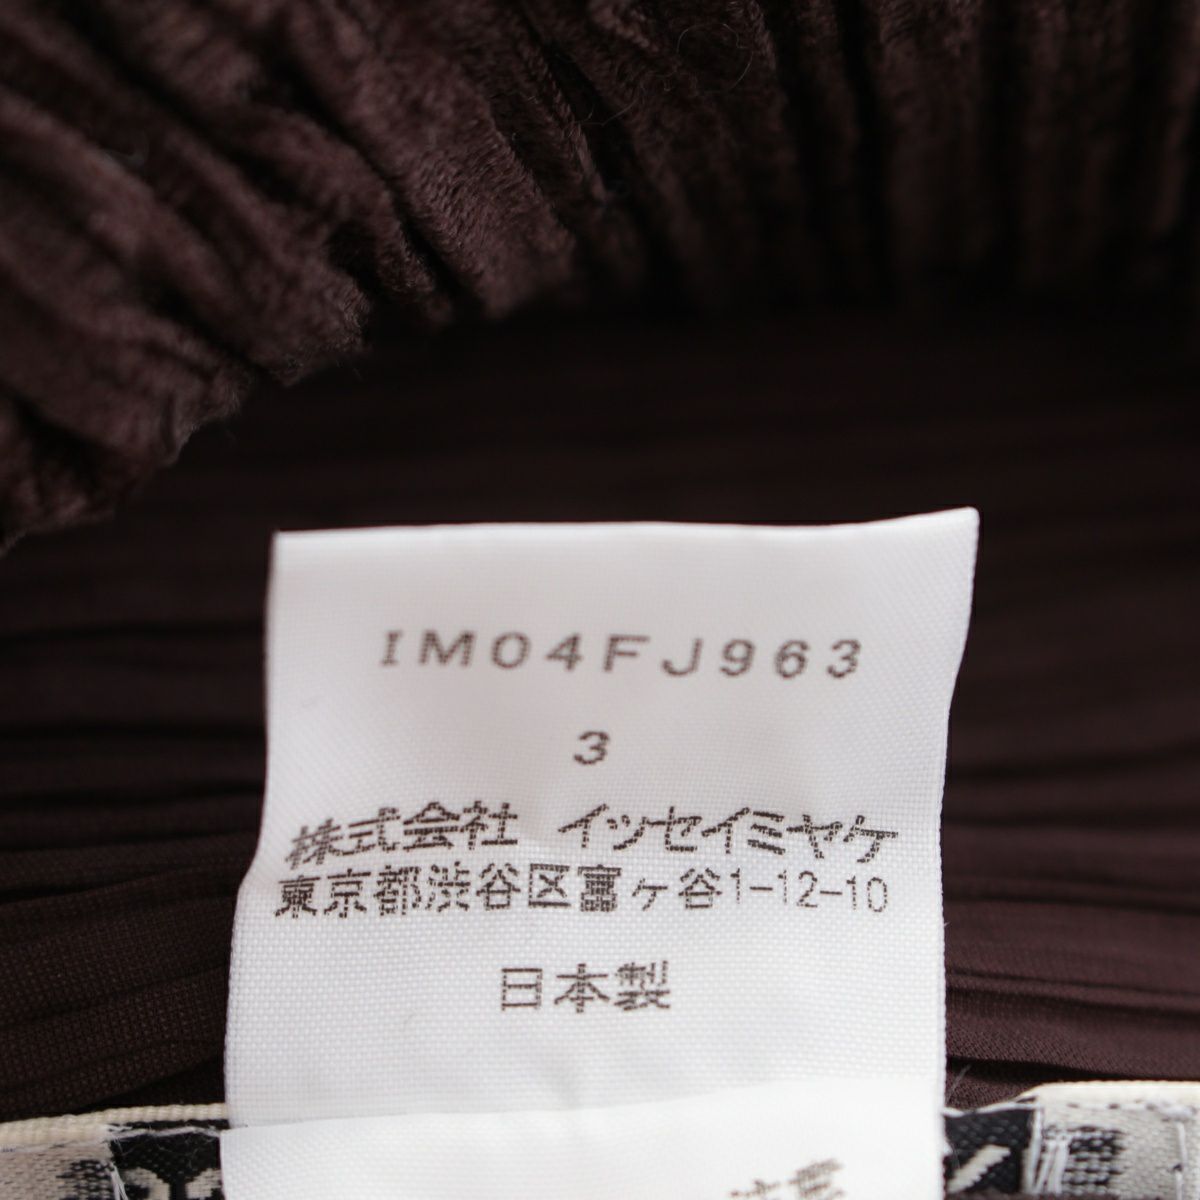 IM04FJ963
3
株式会社 イッセイミヤケ
東京都渋谷区富ヶ谷1-12-10
日本製